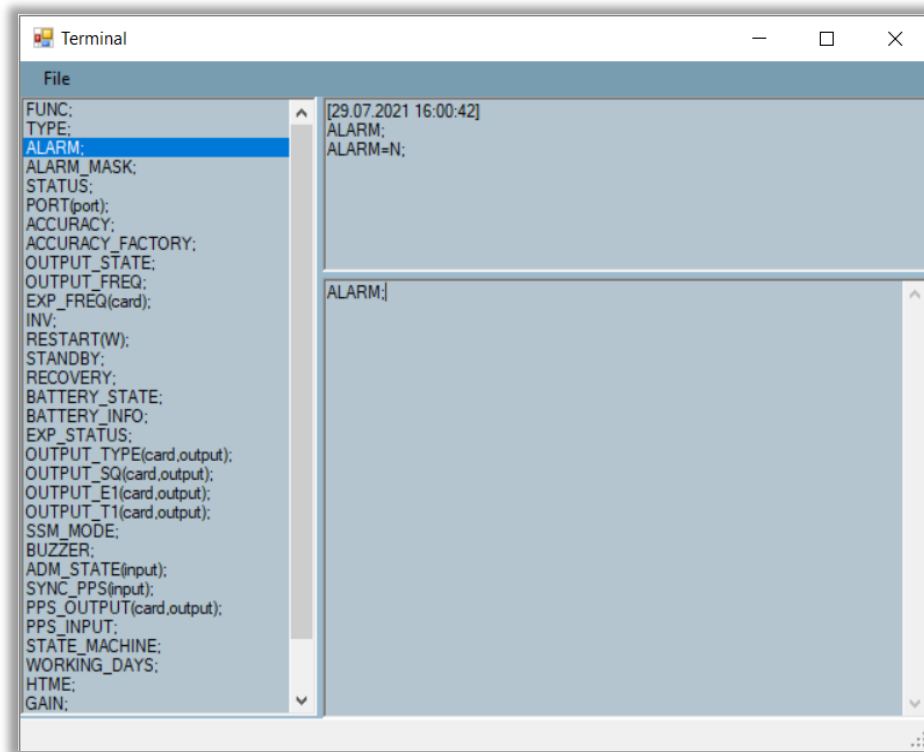 Terminal
File
FUNC;
TYPE;
ALARM;
ALARM_MASK;
STATUS;
PORT(port);
ACCURACY;
ACCURACY_FACTORY;
OUTPUT_STATE;
OUTPUT_FREQ;
EXP_FREQ(card);
INV;
RESTART(W);
STANDBY;
RECOVERY;
BATTERY_STATE;
BATTERY_INFO;
EXP_STATUS;
OUTPUT_TYPE(card,output);
OUTPUT_SQ(card,output);
OUTPUT_E1(card,output);
OUTPUT_T1(card,output);
SSM_MODE;
BUZZER;
ADM_STATE(input);
SYNC_PPS(input);
PPS_OUTPUT(card,output);
PPS_INPUT;
STATE_MACHINE;
WORKING_DAYS;
HTME;
GAIN;
[29.07.2021 16:00:42]
ALARM;
ALARM=N;
ALARM;